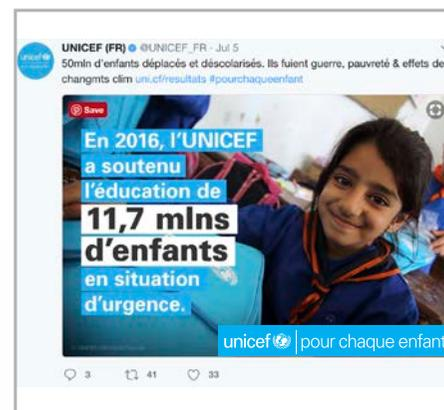 UNICEF (FR) @UNICEF_FR - Jul 5
50mln d'enfants déplacés et déscolarisés. Ils fuient guerre, pauvreté & effets de
changmts clim uni.cf/resultats #pourchaqueenfant
Save
En 2016, l'UNICEF
a soutenu
l'éducation de
11,7 mlns
d'enfants
en situation
d'urgence.
unicef | pour chaque enfant
3 41 33